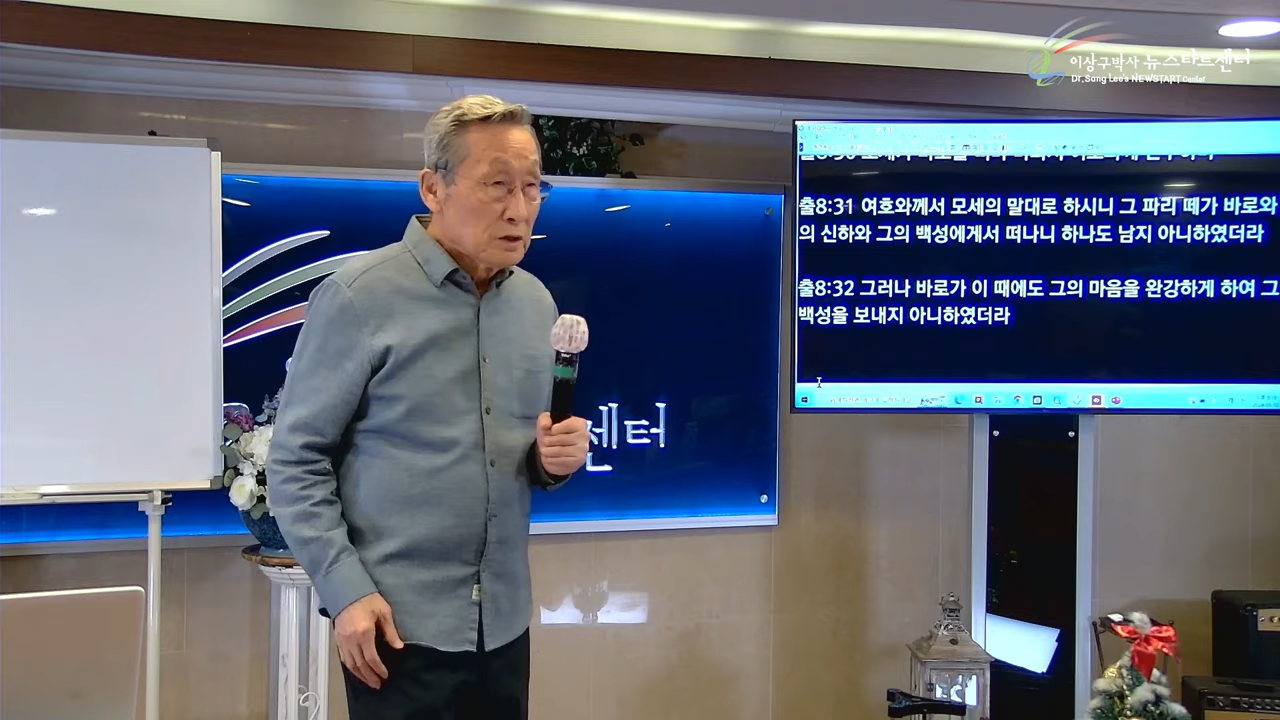 이상구박사 뉴스타트센터
Dr.Sang Lee's NEWSTART Center
출8:31 여호와께서 모세의 말대로 하시니 그 파리 떼가 바로와
의 신하와 그의 백성에게서 떠나니 하나도 남지 아니하였더라
출8:32 그러나 바로가 이 때에도 그의 마음을 완강하게 하여 그
백성을 보내지 아니하였더라
센터